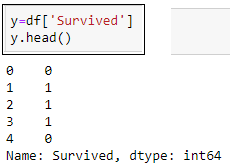 y=df['Survived']
y.head()
0    0
1    1
2    1
3    1
4    0
Name: Survived, dtype: int64